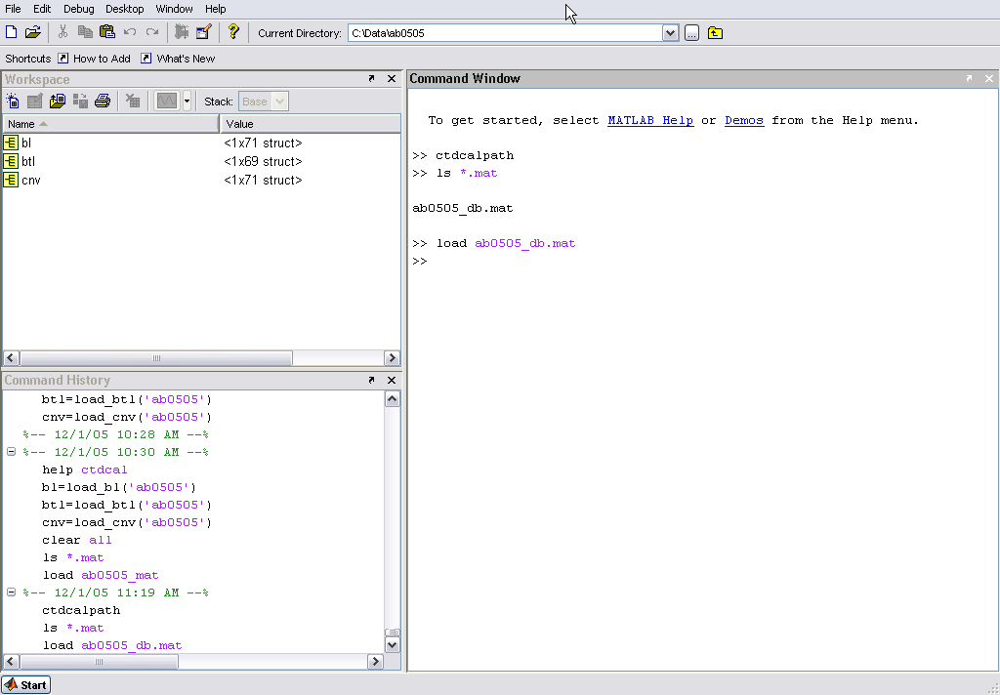 File Edit Debug Desktop Window Help
Current Directory: C:\Data\ab0505 ...
Shortcuts How to Add What's New
Workspace
Stack: Base
Name Value
bl <1x71 struct>
btl <1x69 struct>
cnv <1x71 struct>
Command History
btl=load_btl('ab0505')
cnv=load_cnv('ab0505')
%-- 12/1/05 10:28 AM --%
%-- 12/1/05 10:30 AM --%
help ctdcal
bl=load_bl('ab0505')
btl=load_btl('ab0505')
cnv=load_cnv('ab0505')
clear all
ls *.mat
load ab0505_mat
%-- 12/1/05 11:19 AM --%
ctdcalpath
ls *.mat
load ab0505_db.mat
Command Window
To get started, select MATLAB Help or Demos from the Help menu.
>> ctdcalpath
>> ls *.mat
ab0505_db.mat
>> load ab0505_db.mat
>>
Start